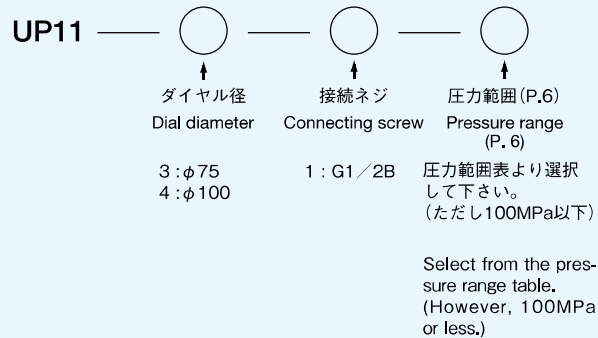 UP11
ダイヤル径
Dial diameter
3：φ75
4：φ100
接続ネジ
Connecting screw
1：G1／2B
圧力範囲(P.6)
Pressure range
(P. 6)
圧力範囲表より選択
して下さい。
(ただし100MPa以下)
Select from the pres-
sure range table.
(However, 100MPa
or less.)